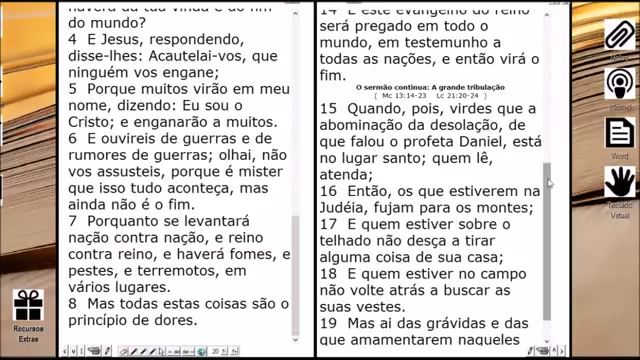 do mundo?
4 E Jesus, respondendo,
disse-lhes: Acautelai-vos, que
ninguém vos engane;
5 Porque muitos virão em meu
nome, dizendo: Eu sou o
Cristo; e enganarão a muitos.
6 E ouvireis de guerras e de
rumores de guerras; olhai, não
vos assusteis, porque é mister
que isso tudo aconteça, mas
ainda não é o fim.
7 Porquanto se levantará
nação contra nação, e reino
contra reino, e haverá fomes, e
pestes, e terremotos, em
vários lugares.
8 Mas todas estas coisas são o
princípio de dores.
14 E este evangelho do reino
será pregado em todo o
mundo, em testemunho a
todas as nações, e então virá o
fim.
O sermão continua: A grande tribulação
( Mc 13:14-23 Lc 21:20-24 )
15 Quando, pois, virdes que a
abominação da desolação, de
que falou o profeta Daniel, está
no lugar santo; quem lê,
atenda;
16 Então, os que estiverem na
Judéia, fujam para os montes;
17 E quem estiver sobre o
telhado não desça a tirar
alguma coisa de sua casa;
18 E quem estiver no campo
não volte atrás a buscar as
suas vestes.
19 Mas ai das grávidas e das
que amamentarem naqueles
Word
Teclado
Virtual
Recursos
Extras
20